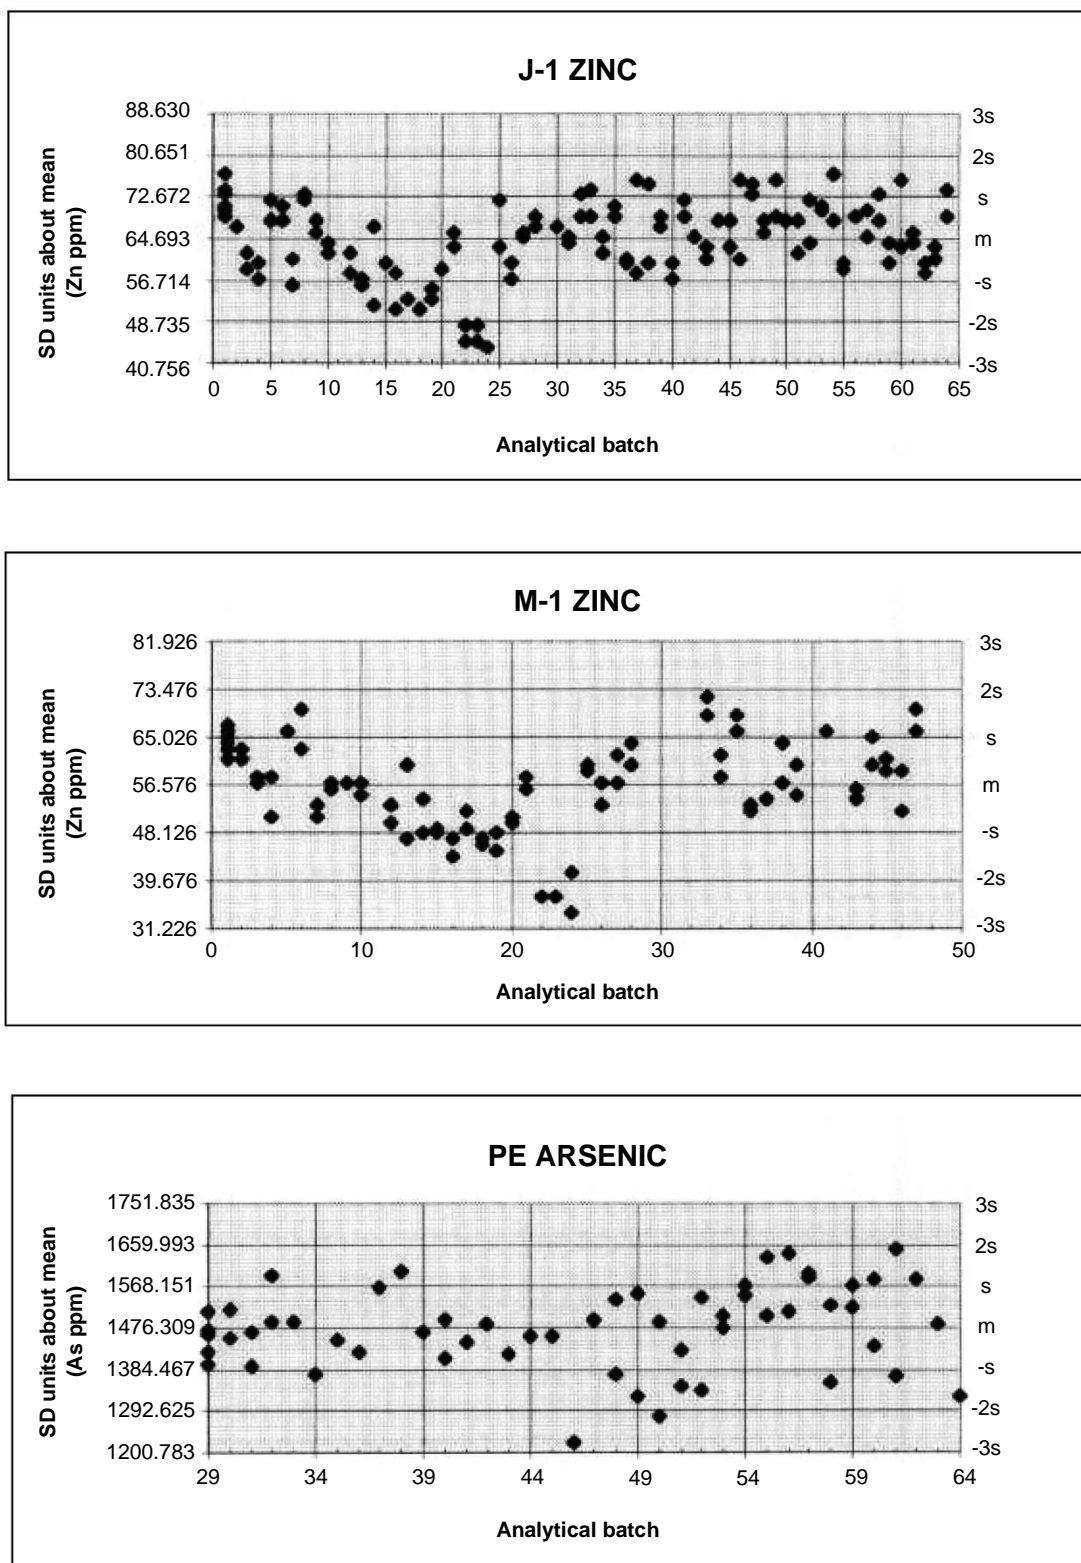 J-1 ZINC
SD units about mean
(Zn ppm)
88.630
80.651
72.672
64.693
56.714
48.735
40.756
3s
2s
s
m
-s
-2s
-3s
0 5 10 15 20 25 30 35 40 45 50 55 60 65
Analytical batch
M-1 ZINC
SD units about mean
(Zn ppm)
81.926
73.476
65.026
56.576
48.126
39.676
31.226
3s
2s
s
m
-s
-2s
-3s
0 10 20 30 40 50
Analytical batch
PE ARSENIC
SD units about mean
(As ppm)
1751.835
1659.993
1568.151
1476.309
1384.467
1292.625
1200.783
3s
2s
s
m
-s
-2s
-3s
29 34 39 44 49 54 59 64
Analytical batch